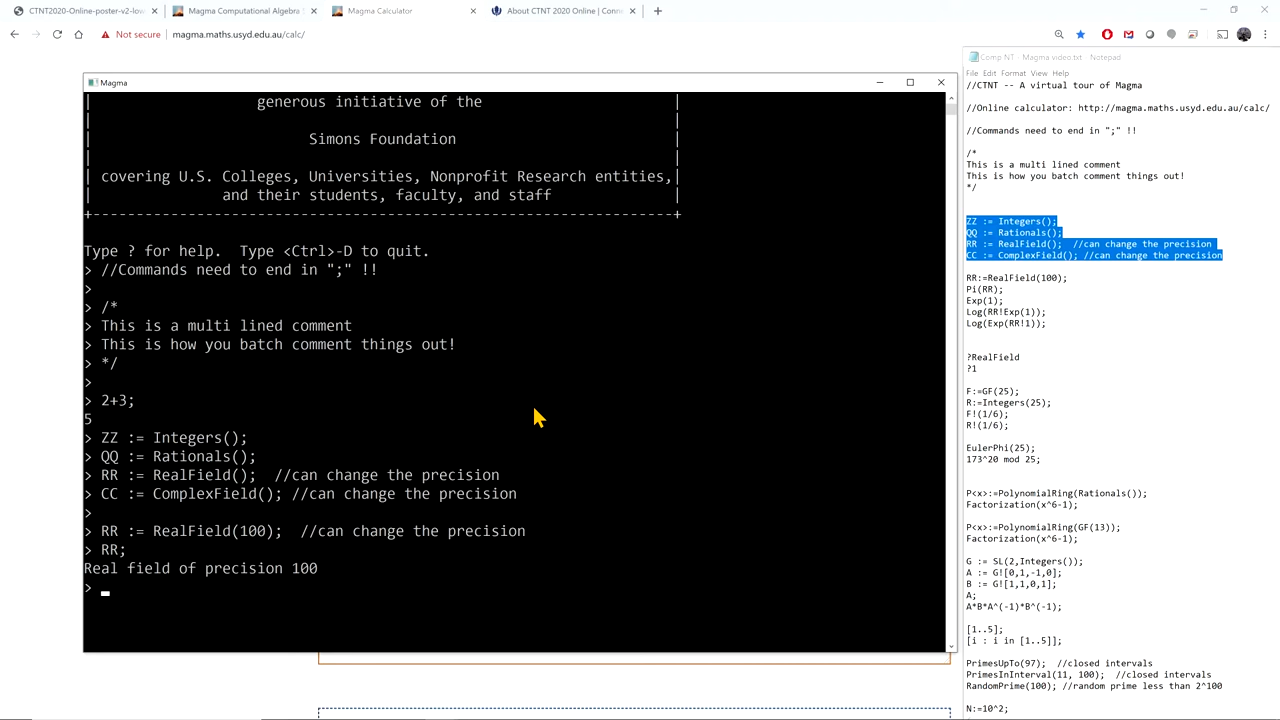 CTNT2020-Online-poster-v2-low
Magma Computational Algebra S
Magma Calculator
About CTNT 2020 Online | Conne
Not secure
magma.maths.usyd.edu.au/calc/
Magma
generous initiative of the
Simons Foundation
covering U.S. Colleges, Universities, Nonprofit Research entities,
and their students, faculty, and staff
+--------------------------------------------------------------------+
Type ? for help.  Type <Ctrl>-D to quit.
> //Commands need to end in ";" !!
>
> /*
> This is a multi lined comment
> This is how you batch comment things out!
> */
>
> 2+3;
5
> ZZ := Integers();
> QQ := Rationals();
> RR := RealField();  //can change the precision
> CC := ComplexField(); //can change the precision
>
> RR := RealField(100);  //can change the precision
> RR;
Real field of precision 100
>
Comp NT - Magma video.txt - Notepad
File Edit Format View Help
//CTNT -- A virtual tour of Magma
//Online calculator: http://magma.maths.usyd.edu.au/calc/
//Commands need to end in ";" !!
/*
This is a multi lined comment
This is how you batch comment things out!
*/
ZZ := Integers();
QQ := Rationals();
RR := RealField();  //can change the precision
CC := ComplexField(); //can change the precision
RR:=RealField(100);
Pi(RR);
Exp(1);
Log(RR!Exp(1));
Log(Exp(RR!1));
?RealField
?1
F:=GF(25);
R:=Integers(25);
F!(1/6);
R!(1/6);
EulerPhi(25);
173^20 mod 25;
P<x>:=PolynomialRing(Rationals());
Factorization(x^6-1);
P<x>:=PolynomialRing(GF(13));
Factorization(x^6-1);
G := SL(2,Integers());
A := G![0,1,-1,0];
B := G![1,1,0,1];
A;
A*B*A^(-1)*B^(-1);
[1..5];
[i : i in [1..5]];
PrimesUpTo(97);  //closed intervals
PrimesInInterval(11, 100);  //closed intervals
RandomPrime(100); //random prime less than 2^100
N:=10^2;